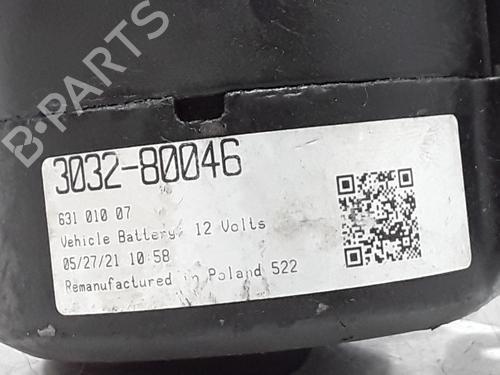 B-PARTS
3032-80046
631 010 07
Vehicle Battery: 12 Volts
05/27/21 10:58
Remanufactured in Poland 522